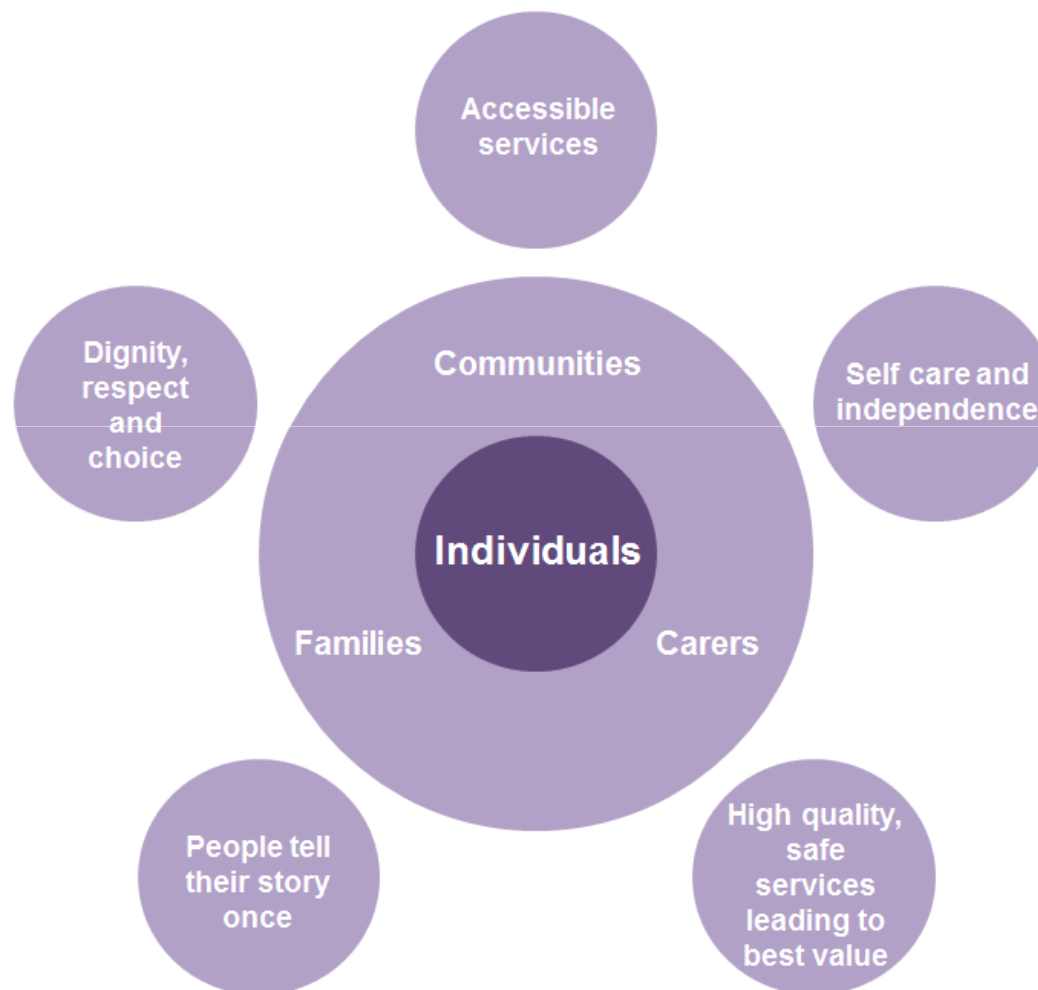 Accessible
services
Dignity,
respect
and
choice
Communities
Self care and
independence
Individuals
Families
Carers
People tell
their story
once
High quality,
safe
services
leading to
best value